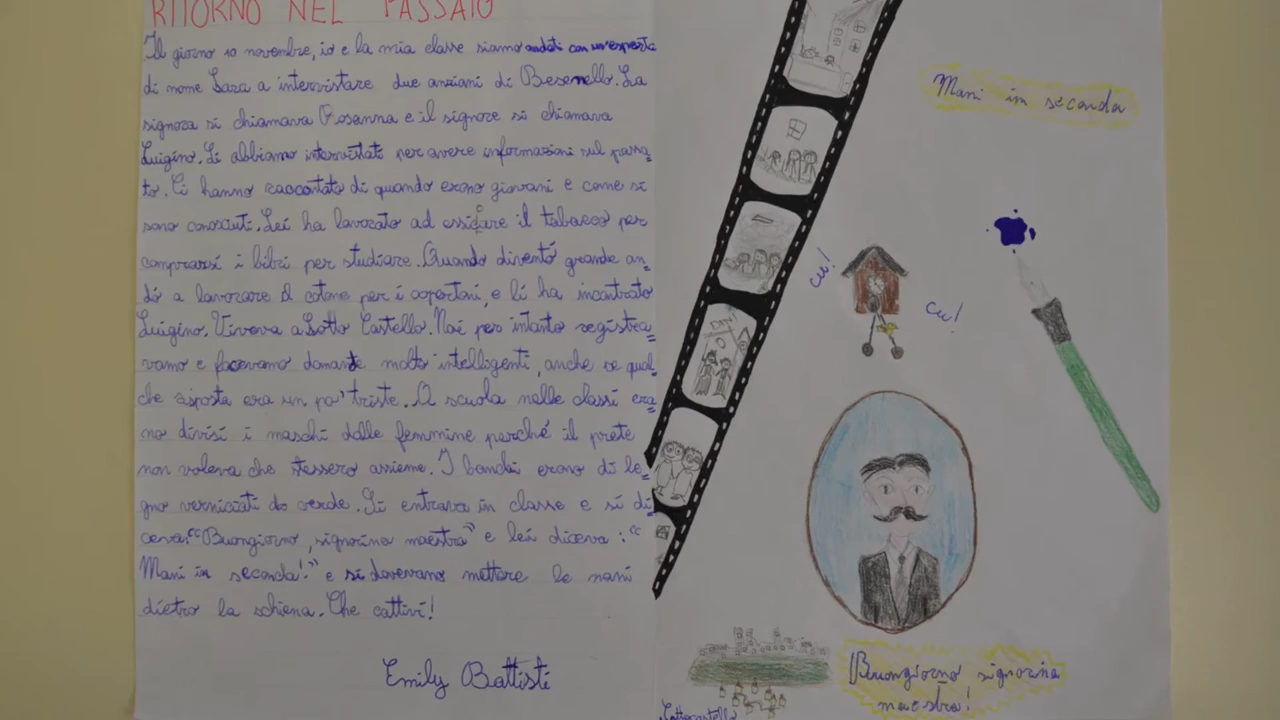 RITORNO NEL PASSATO
Il giorno 10 novembre, io e la mia classe siamo andati con un'esperta
di nome Sara a intervistare due anziani di Besenello. La
signora si chiamava Rosanna e il signore si chiamava
Luigino. Li abbiamo intervistati per avere informazioni sul passa=
to. Ci hanno raccontato di quando erano giovani e come si
sono conosciuti. Lei ha lavorato ad essicare il tabacco per
comprarsi i libri per studiare. Quando diventò grande an=
dò a lavorare il cotone per i copertoni, e lì ha incontrato
Luigino. Viveva a Sotto Castello. Noi per intanto registra=
vamo e facevamo domande molto intelligenti, anche se qual=
che risposta era un po' triste. A scuola nelle classi era=
no divisi i maschi dalle femmine perché il prete
non voleva che stessero assieme. I banchi erano di le=
gno verniciati do verde. Si entrava in classe e si di=
ceva: "Buongiorno, signorina maestra" e lei diceva: "
Mani in seconda!" e si dovevano mettere le mani
dietro la schiena. Che cattivi!
Emily Battisti
Mani in seconda
cu!
cu!
Buongiorno signorina
maestra!
Sottocastello